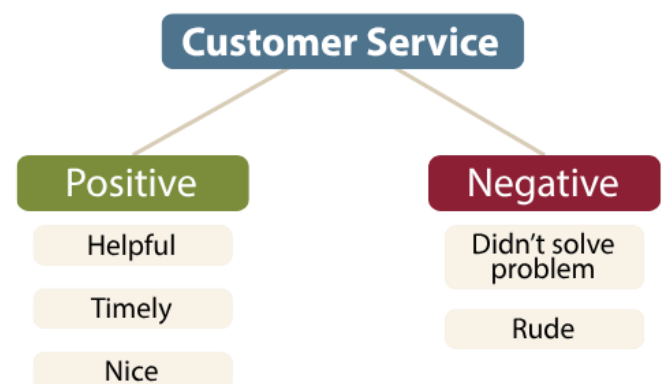 Customer Service
Positive
Helpful
Timely
Nice
Negative
Didn’t solve
problem
Rude